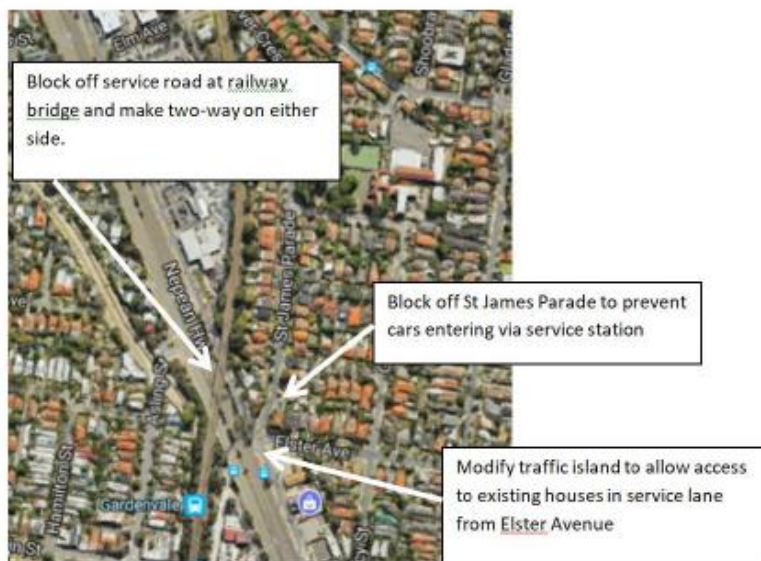 Elm Ave
Block off service road at railway
bridge and make two-way on either
side.
Nepean Hw
St James Parade
Block off St James Parade to prevent
cars entering via service station
Elster Ave
Hamilton St
Gardenvale
Modify traffic island to allow access
to existing houses in service lane
from Elster Avenue